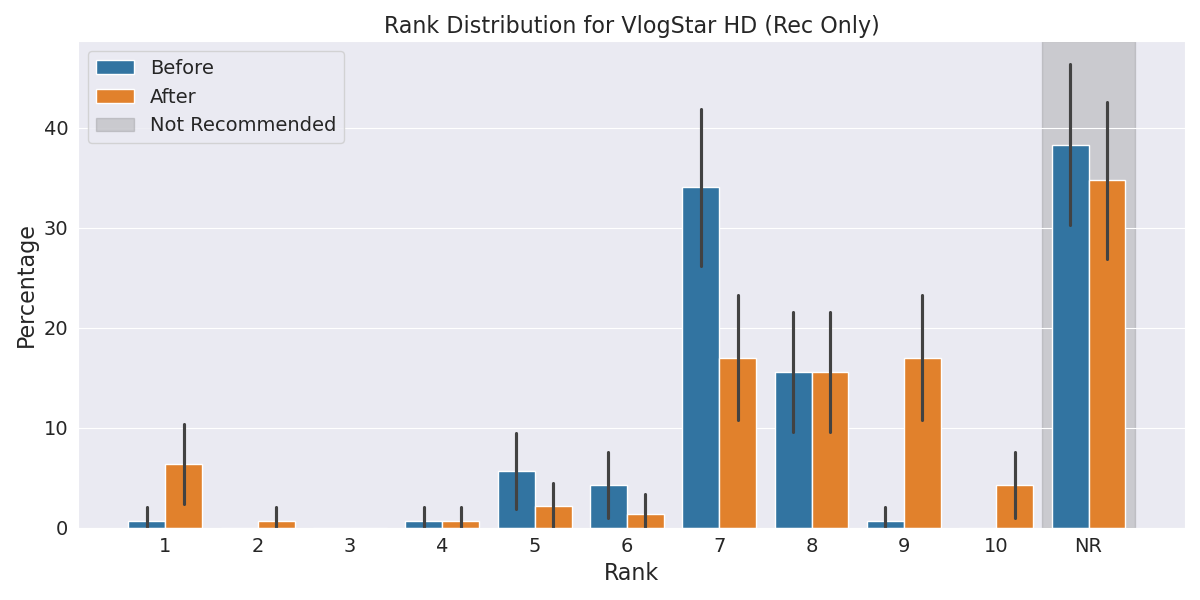 Rank Distribution for VlogStar HD (Rec Only)
Before
After
Not Recommended
Percentage
40
30
20
10
0
1 2 3 4 5 6 7 8 9 10 NR
Rank